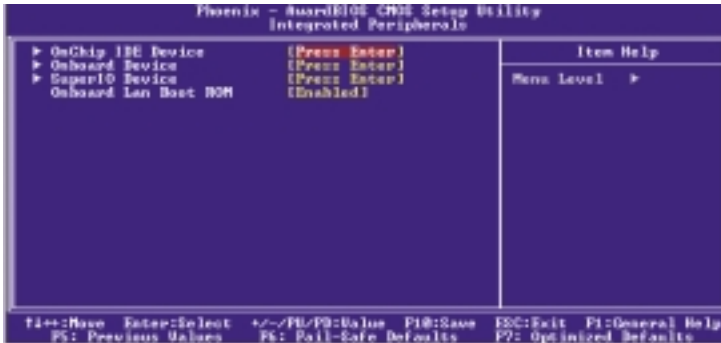 Phoenix - AwardBIOS CMOS Setup Utility
Integrated Peripherals
► OnChip IDE Device [Press Enter]
► Onboard Device [Press Enter]
► SuperIO Device [Press Enter]
Onboard Lan Boot ROM [Enabled]
Item Help
Menu Level ►
↑↓→←:Move Enter:Select +/-/PU/PD:Value F10:Save ESC:Exit F1:General Help
F5: Previous Values F6: Fail-Safe Defaults F7: Optimized Defaults